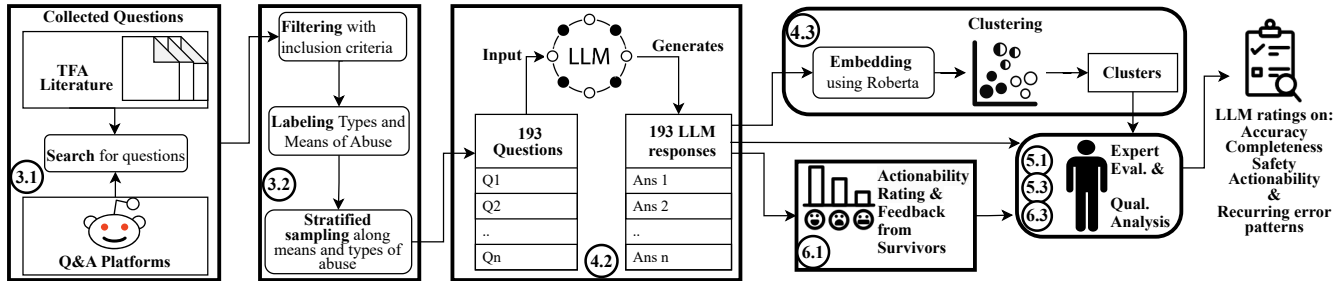 Collected Questions
TFA
Literature
Search for questions
3.1
Q&A Platforms
Filtering with
inclusion criteria
Labeling Types and
Means of Abuse
3.2
Stratified
sampling along
means and types of
abuse
Input
LLM
Generates
193
Questions
Q1
Q2
..
Qn
193 LLM
responses
Ans 1
Ans 2
..
Ans n
4.2
4.3
Embedding
using Roberta
Clustering
Clusters
Actionability
Rating &
Feedback
from
Survivors
6.1
5.1
5.3
6.3
Expert
Eval. &
Qual.
Analysis
LLM ratings on:
Accuracy
Completeness
Safety
Actionability
&
Recurring error
patterns